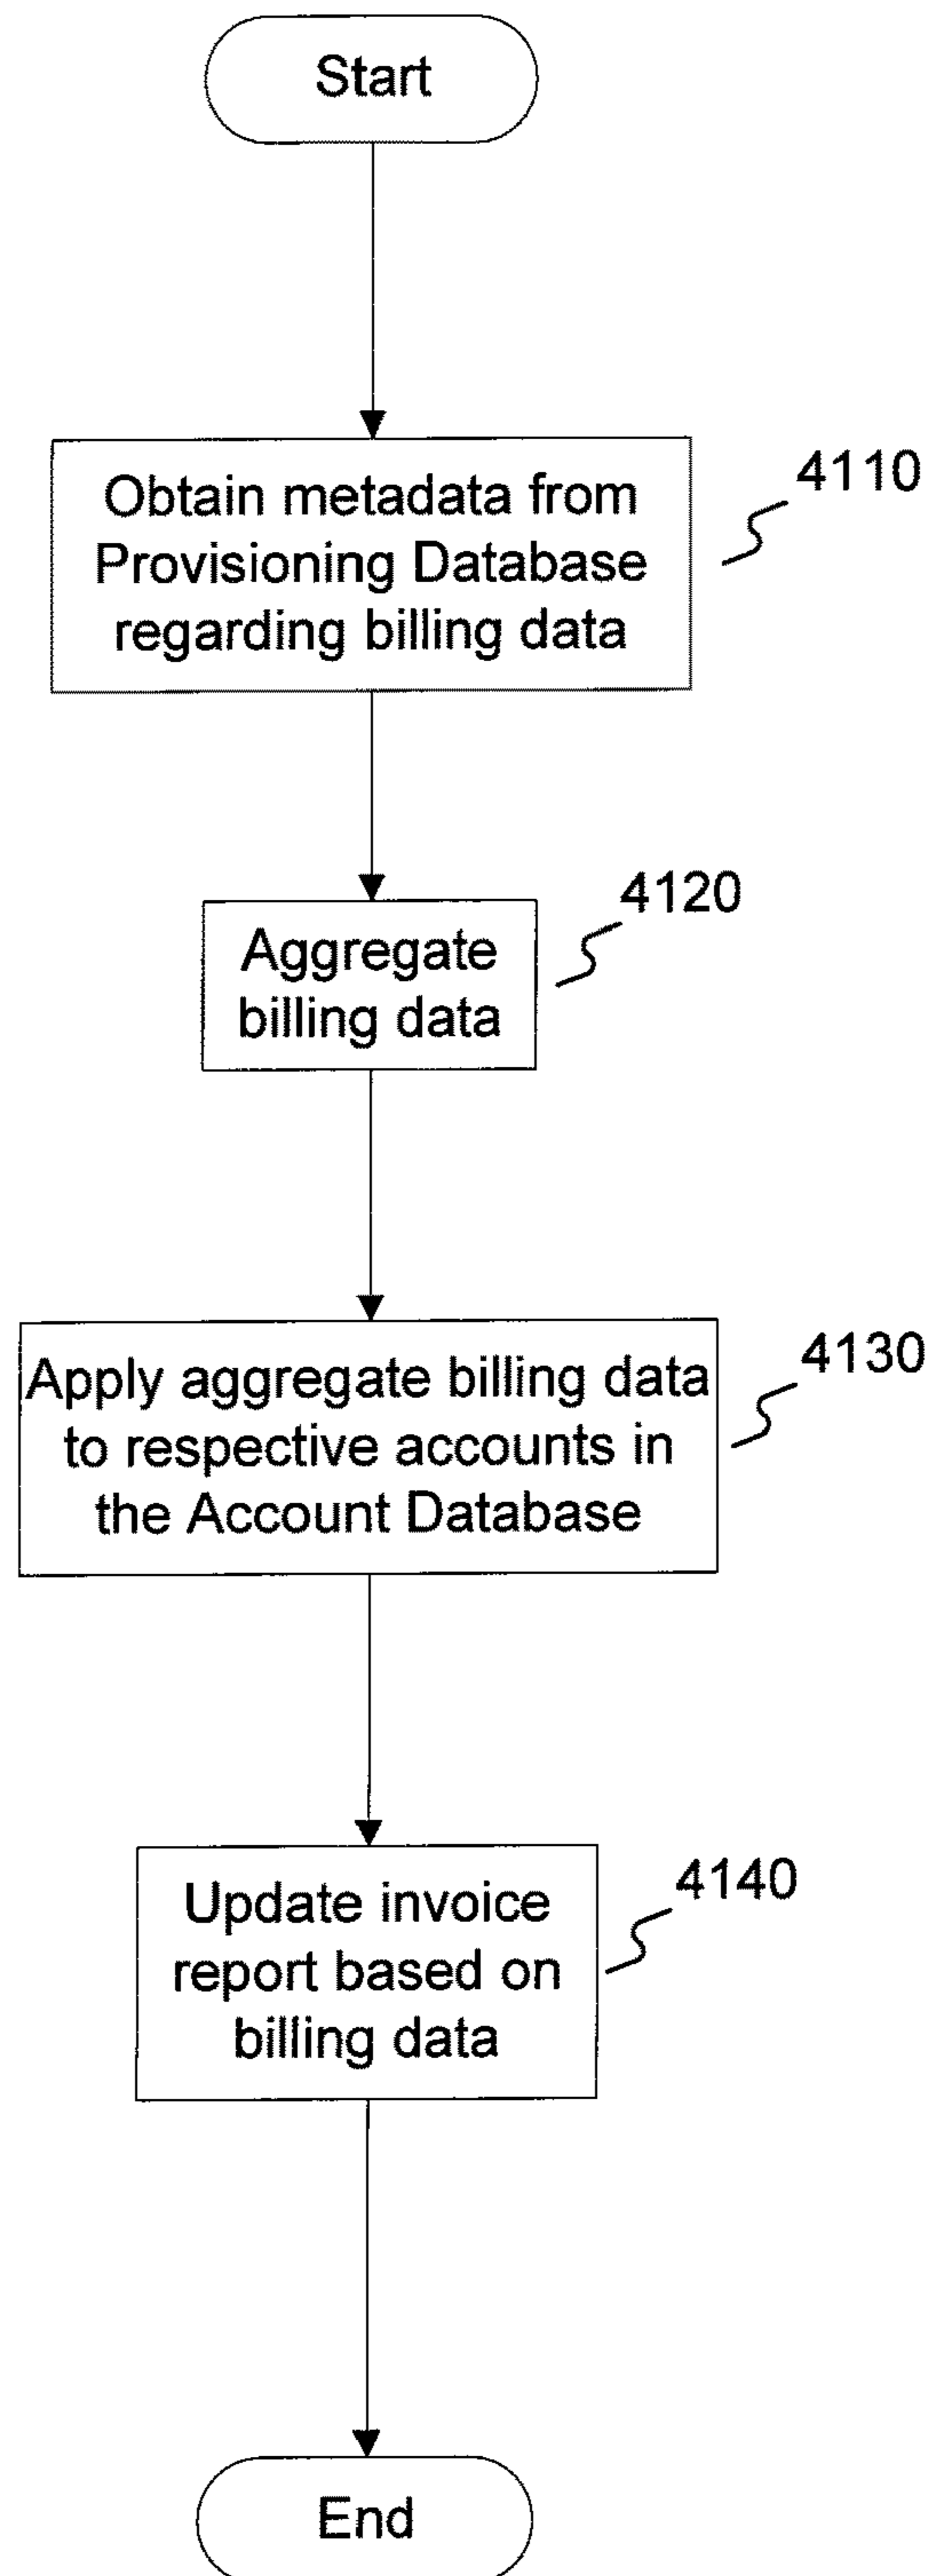 Start
4110
Obtain metadata from
Provisioning Database
regarding billing data
4120
Aggregate
billing data
4130
Apply aggregate billing data
to respective accounts in
the Account Database
4140
Update invoice
report based on
billing data
End